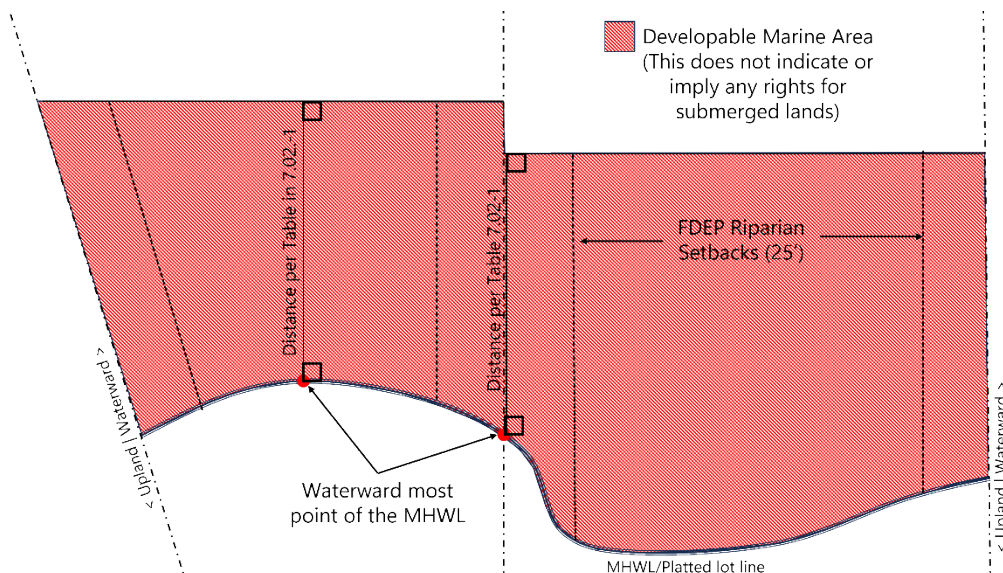 Developable Marine Area
(This does not indicate or
imply any rights for
submerged lands)
Distance per Table in 7.02.-1
Distance per Table 7.02-1
FDEP Riparian
Setbacks (25')
< Upland | Waterward >
< Upland | Waterward >
Waterward most
point of the MHWL
MHWL/Platted lot line